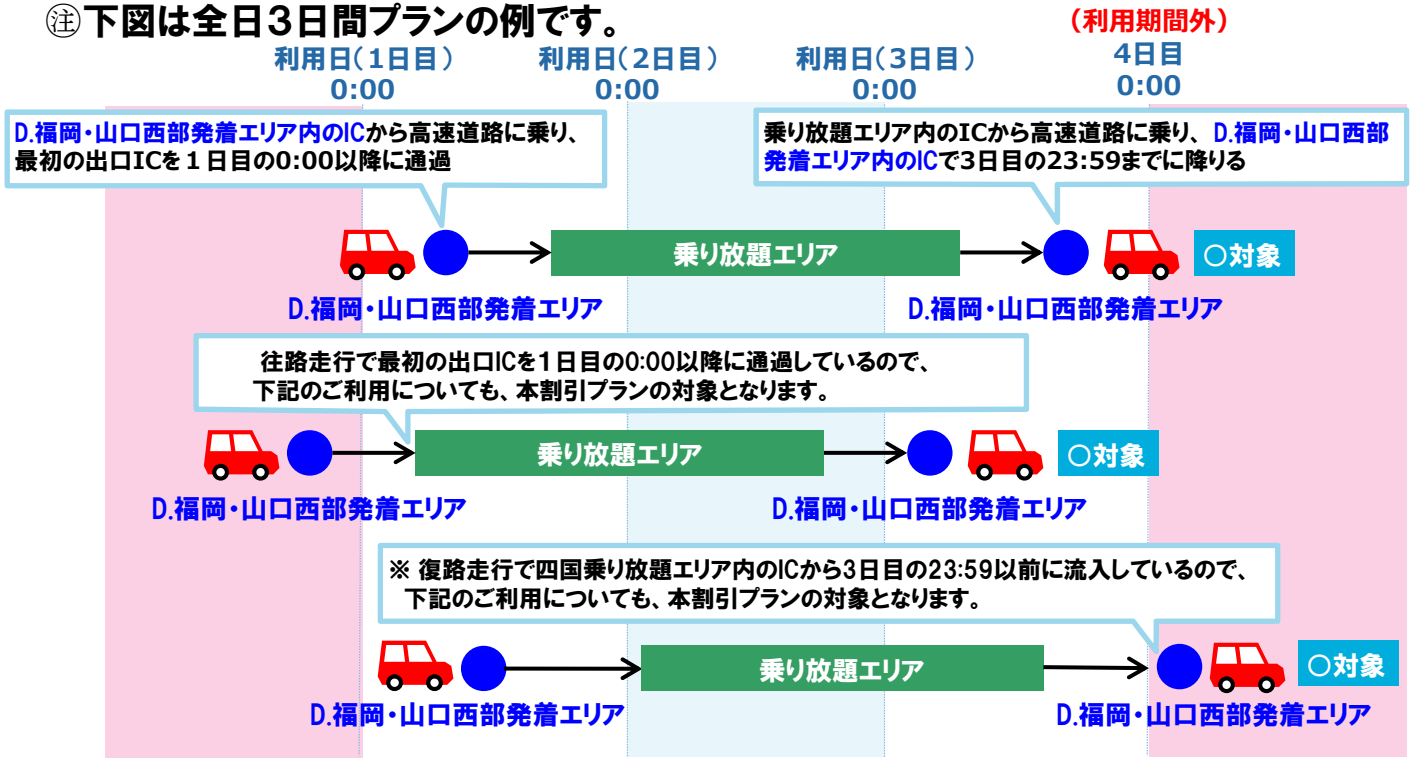 ㊟下図は全日3日間プランの例です。
(利用期間外)
利用日(1日目)
0:00
利用日(2日目)
0:00
利用日(3日目)
0:00
4日目
0:00
D.福岡・山口西部発着エリア内のICから高速道路に乗り、
最初の出口ICを1日目の0:00以降に通過
乗り放題エリア内のICから高速道路に乗り、D.福岡・山口西部
発着エリア内のICで3日目の23:59までに降りる
乗り放題エリア
○対象
D.福岡・山口西部発着エリア
D.福岡・山口西部発着エリア
往路走行で最初の出口ICを1日目の0:00以降に通過しているので、
下記のご利用についても、本割引プランの対象となります。
乗り放題エリア
○対象
D.福岡・山口西部発着エリア
D.福岡・山口西部発着エリア
※ 復路走行で四国乗り放題エリア内のICから3日目の23:59以前に流入しているので、
下記のご利用についても、本割引プランの対象となります。
乗り放題エリア
○対象
D.福岡・山口西部発着エリア
D.福岡・山口西部発着エリア